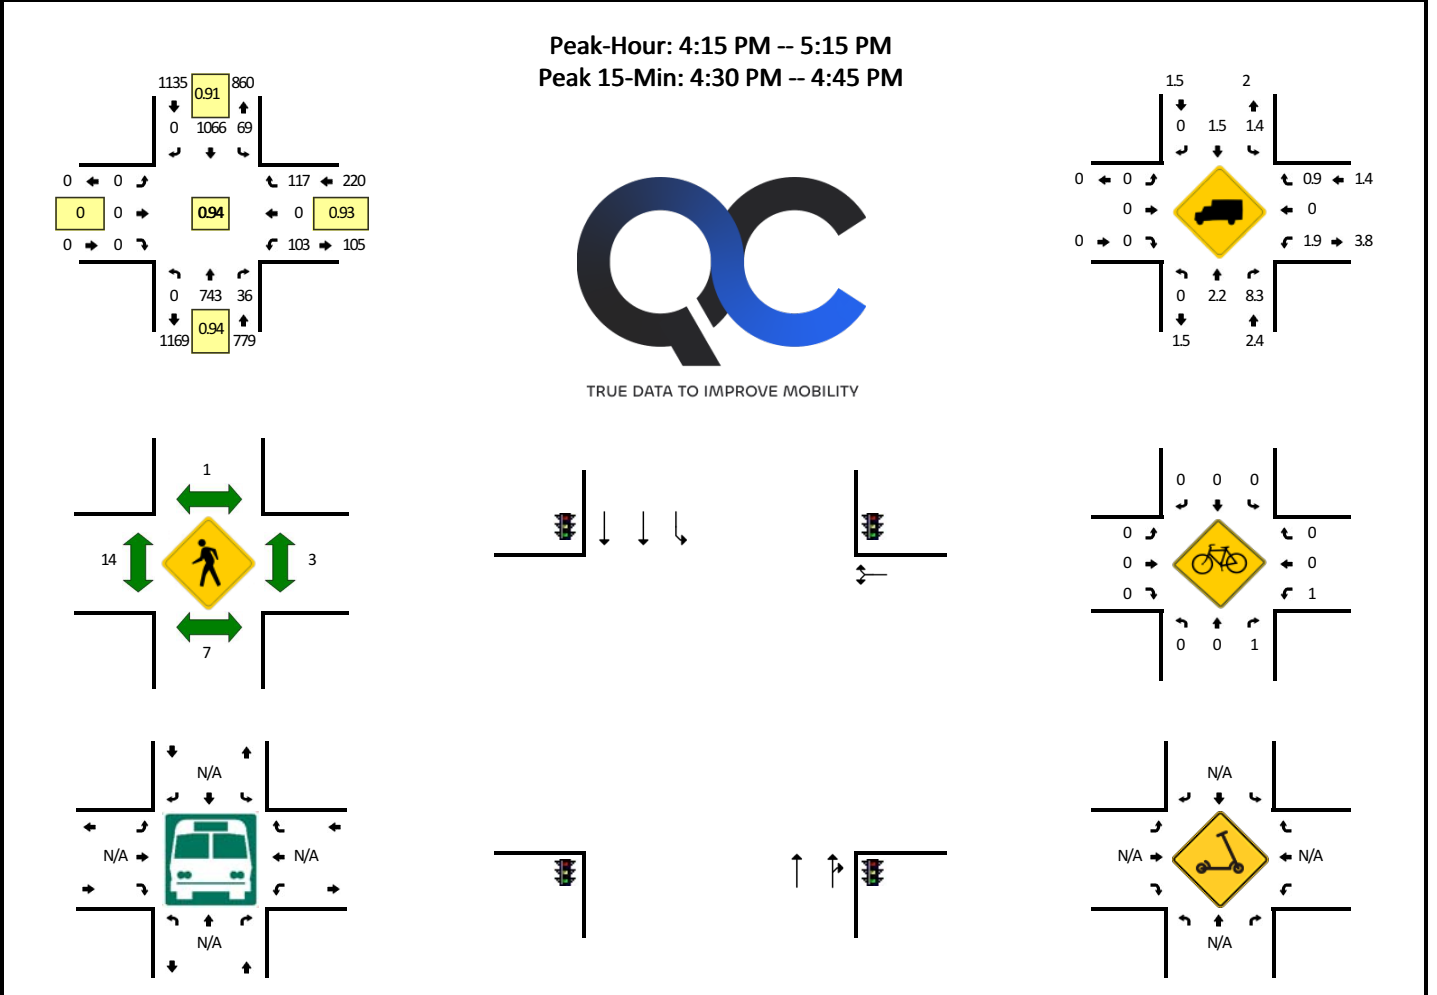 Peak-Hour: 4:15 PM -- 5:15 PM
Peak 15-Min: 4:30 PM -- 4:45 PM
1135 0.91 860
0 1066 69
0 0 117 220
0 0 0.94 0 0.93
0 0 103 105
0 743 36
1169 0.94 779
QC
TRUE DATA TO IMPROVE MOBILITY
1.5 2
0 1.5 1.4
0 0 0.9 1.4
0 0
0 0 1.9 3.8
0 2.2 8.3
1.5 2.4
1
14 3
7
0 0 0
0 0
0 0
0 1
0 0 1
N/A
N/A N/A
N/A
N/A
N/A N/A
N/A